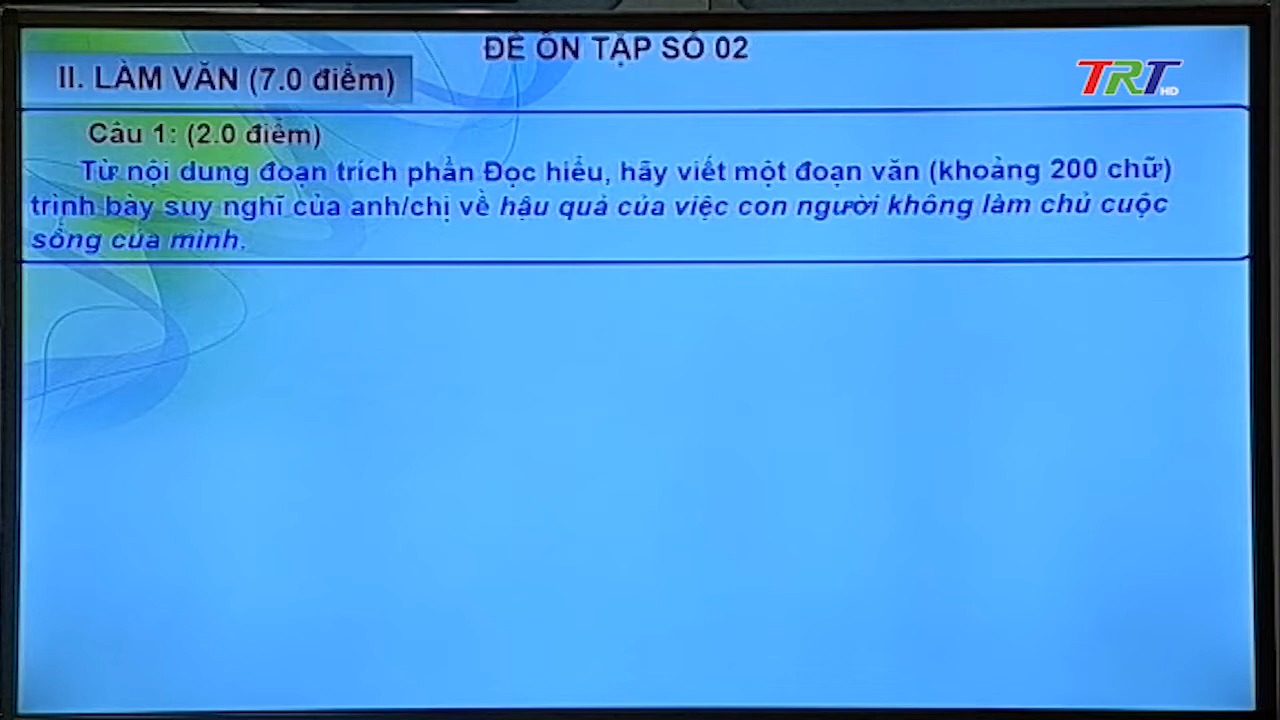 ĐỀ ÔN TẬP SỐ 02
II. LÀM VĂN (7.0 điểm)
TRT HD
Câu 1: (2.0 điểm)
Từ nội dung đoạn trích phần Đọc hiểu, hãy viết một đoạn văn (khoảng 200 chữ)
trình bày suy nghĩ của anh/chị về hậu quả của việc con người không làm chủ cuộc
sống của mình.